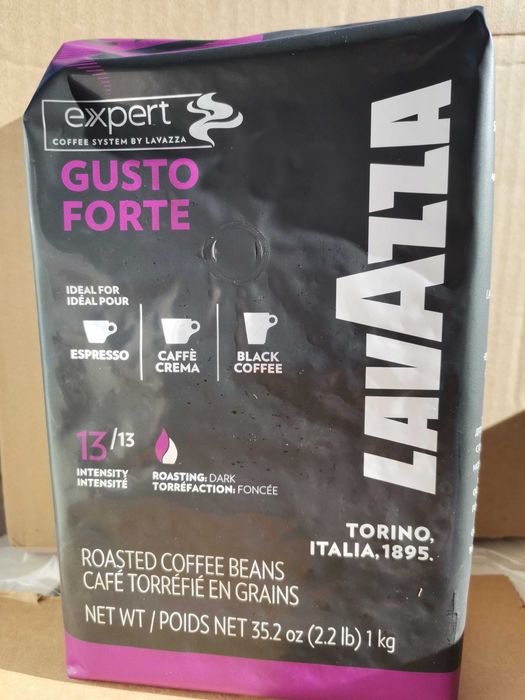 expert
COFFEE SYSTEM BY LAVAZZA
GUSTO
FORTE
IDEAL FOR
IDÉAL POUR
ESPRESSO
CAFFÈ
CREMA
BLACK
COFFEE
13/13
INTENSITY
INTENSITÉ
ROASTING: DARK
TORRÉFACTION: FONCÉE
LAVAZZA
TORINO,
ITALIA, 1895.
ROASTED COFFEE BEANS
CAFÉ TORRÉFIÉ EN GRAINS
NET WT / POIDS NET 35.2 oz (2.2 lb) 1 kg